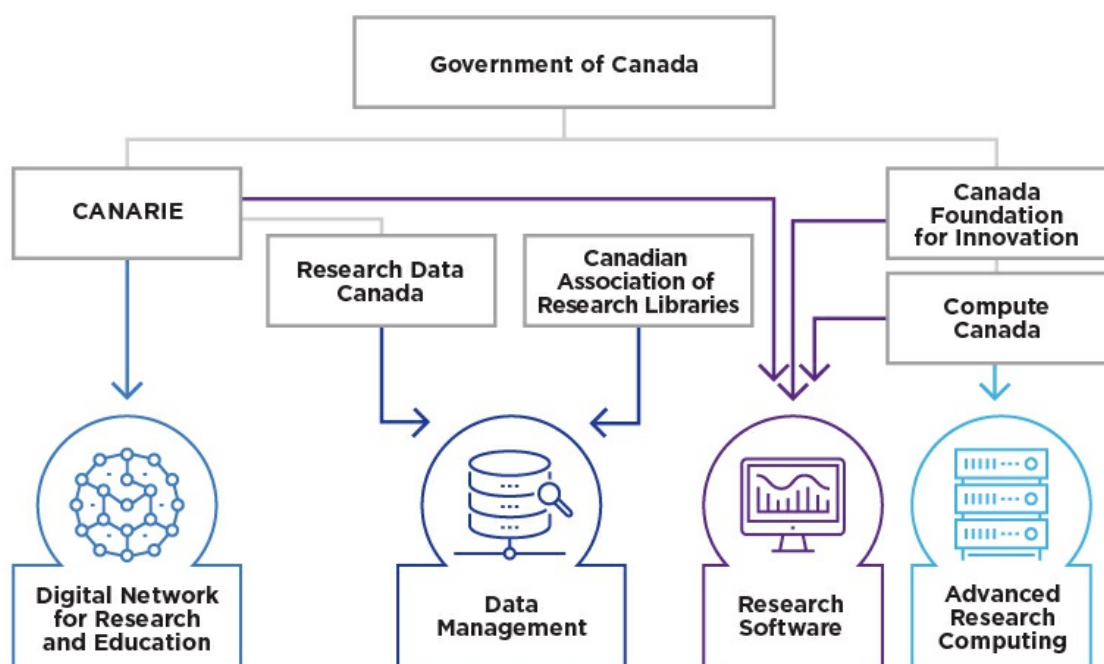 Government of Canada
CANARIE
Canada
Foundation
for Innovation
Research Data
Canada
Canadian
Association of
Research Libraries
Compute
Canada
Digital Network
for Research
and Education
Data
Management
Research
Software
Advanced
Research
Computing